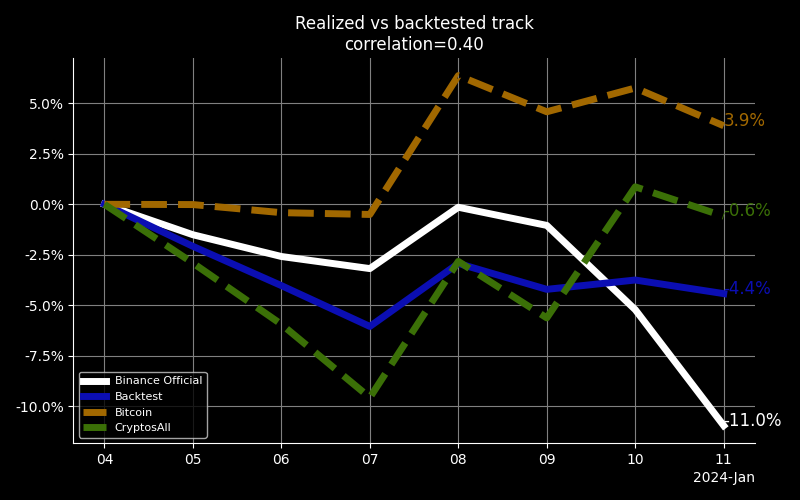 Realized vs backtested track
correlation=0.40
5.0%
2.5%
0.0%
-2.5%
-5.0%
-7.5%
-10.0%
3.9%
-0.6%
-4.4%
-11.0%
Binance Official
Backtest
Bitcoin
CryptosAll
04 05 06 07 08 09 10 11
2024-Jan